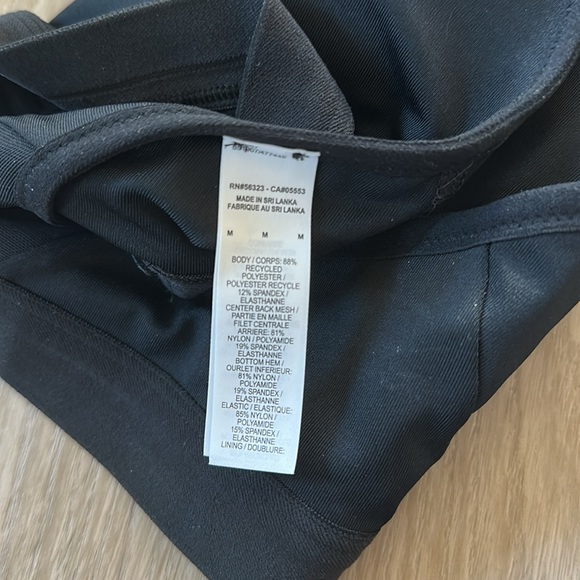 RN#56323 - CA#05553
MADE IN SRI LANKA
FABRIQUE AU SRI LANKA
M M M
BODY / CORPS: 88%
RECYCLED
POLYESTER /
POLYESTER RECYCLE
12% SPANDEX /
ELASTHANNE
CENTER BACK MESH /
PARTIE EN MAILLE
FILET CENTRALE
ARRIERE: 81%
NYLON / POLYAMIDE
19% SPANDEX /
ELASTHANNE
BOTTOM HEM /
OURLET INFERIEUR:
81% NYLON /
POLYAMIDE
19% SPANDEX /
ELASTHANNE
ELASTIC / ELASTIQUE:
85% NYLON /
POLYAMIDE
15% SPANDEX /
ELASTHANNE
LINING / DOUBLURE: